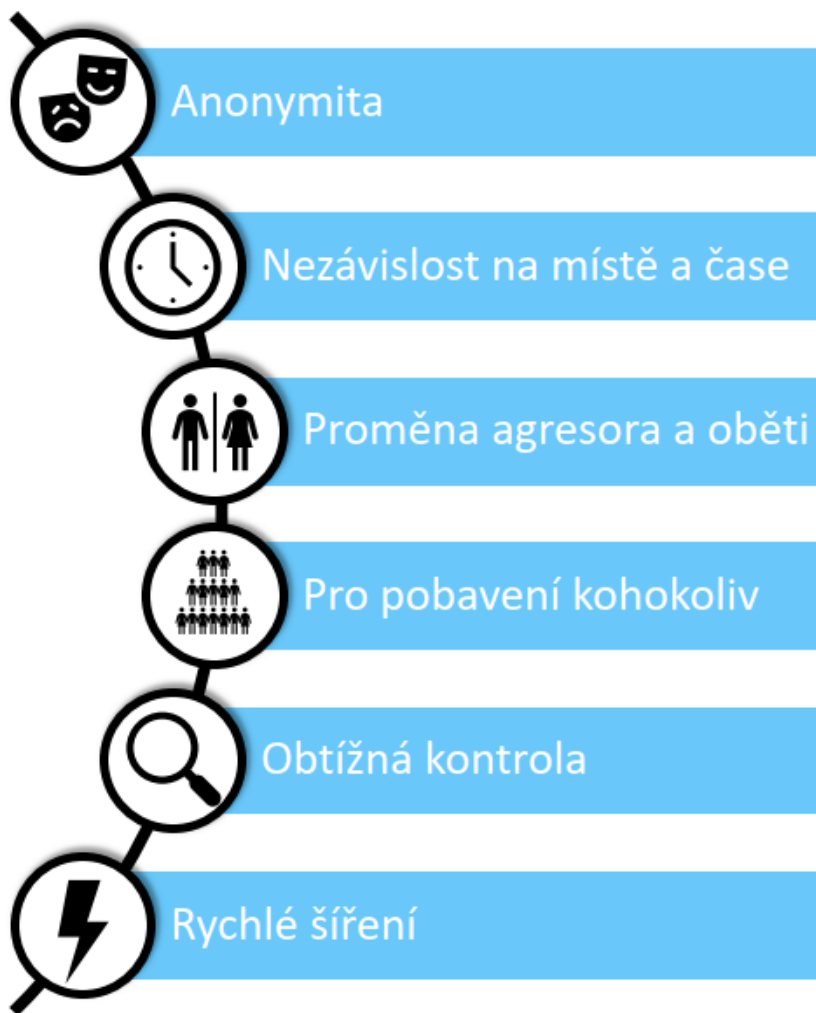 Anonymita
Nezávislost na místě a čase
Proměna agresora a oběti
Pro pobavení kohokoliv
Obtížná kontrola
Rychlé šíření